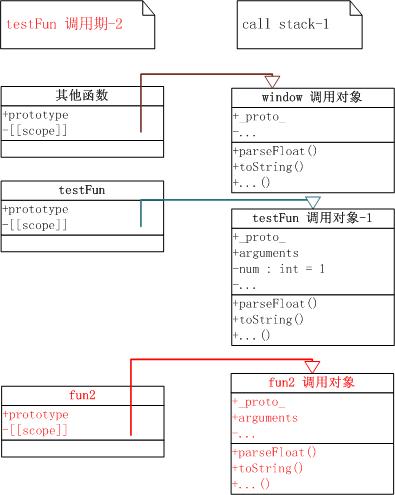 testFun 调用期-2
call stack-1
其他函数
+prototype
-[[scope]]
window 调用对象
+_proto_
-...
+parseFloat()
+toString()
+...()
testFun
+prototype
-[[scope]]
testFun 调用对象-1
+_proto_
+arguments
-num : int = 1
-...
+parseFloat()
+toString()
+...()
fun2
+prototype
-[[scope]]
fun2 调用对象
+_proto_
+arguments
-...
+parseFloat()
+toString()
+...()